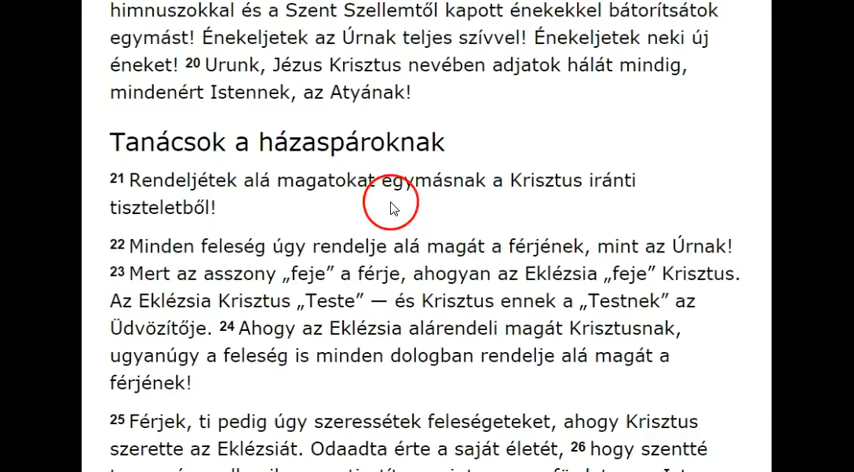 himnuszokkal és a Szent Szellemtől kapott énekekkel bátorítsátok
egymást! Énekeljetek az Úrnak teljes szívvel! Énekeljetek neki új
éneket! 20 Urunk, Jézus Krisztus nevében adjatok hálát mindig,
mindenért Istennek, az Atyának!
Tanácsok a házaspároknak
21 Rendeljétek alá magatokat egymásnak a Krisztus iránti
tiszteletből!
22 Minden feleség úgy rendelje alá magát a férjének, mint az Úrnak!
23 Mert az asszony „feje” a férje, ahogyan az Eklézsia „feje” Krisztus.
Az Eklézsia Krisztus „Teste” — és Krisztus ennek a „Testnek” az
Üdvözítője. 24 Ahogy az Eklézsia alárendeli magát Krisztusnak,
ugyanúgy a feleség is minden dologban rendelje alá magát a
férjének!
25 Férjek, ti pedig úgy szeressétek feleségeteket, ahogy Krisztus
szerette az Eklézsiát. Odaadta érte a saját életét, 26 hogy szentté